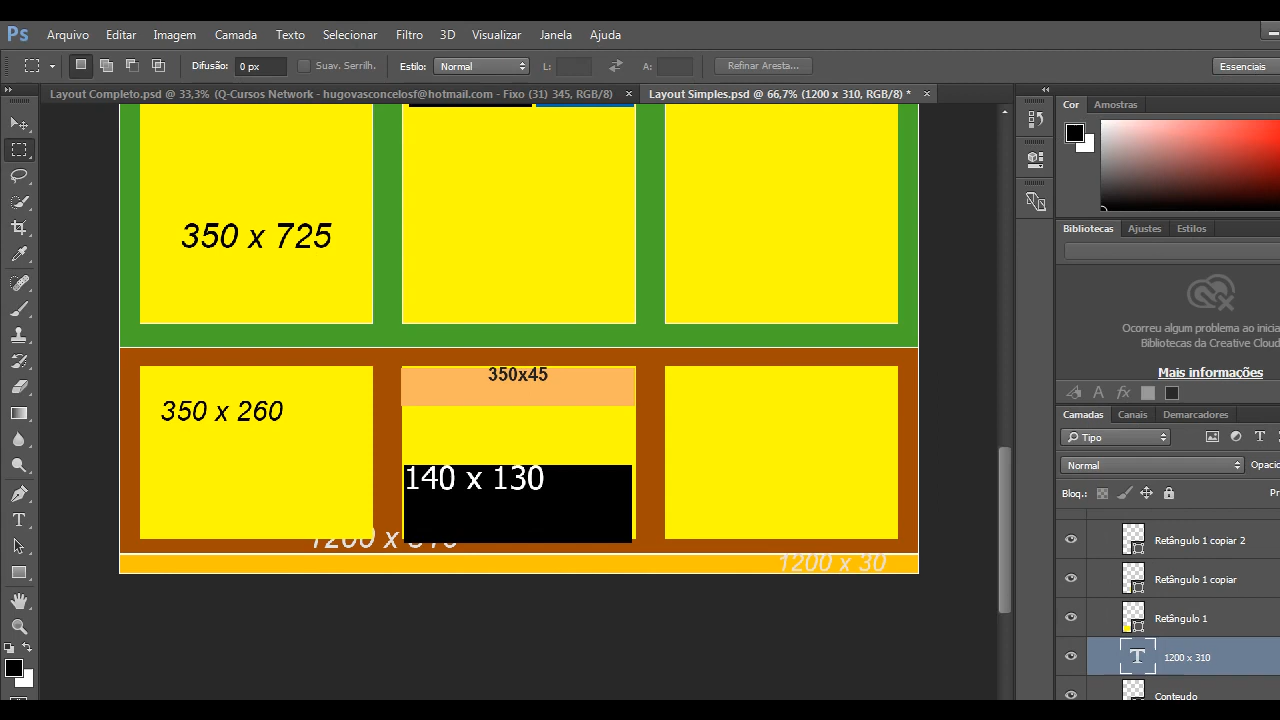 Ps Arquivo Editar Imagem Camada Texto Selecionar Filtro 3D Visualizar Janela Ajuda
Difusão: 0 px Suav. Serrilh. Estilo: Normal L: A: Refinar Aresta... Essenciais
Layout Completo.psd @ 33,3% (Q-Cursos Network - hugovasconcelosf@hotmail.com - Fixo (31) 345, RGB/8) × Layout Simples.psd @ 66,7% (1200 x 310, RGB/8) * ×
Cor Amostras
350 x 725
Bibliotecas Ajustes Estilos
Ocorreu algum problema ao inicia
Bibliotecas da Creative Cloud
Mais informações
350x45
350 x 260
140 x 130
1200 x 310
1200 x 30
Camadas Canais Demarcadores
Tipo
Normal Opacid
Bloq.: Pr
Retângulo 1 copiar 2
Retângulo 1 copiar
Retângulo 1
1200 x 310
Conteudo